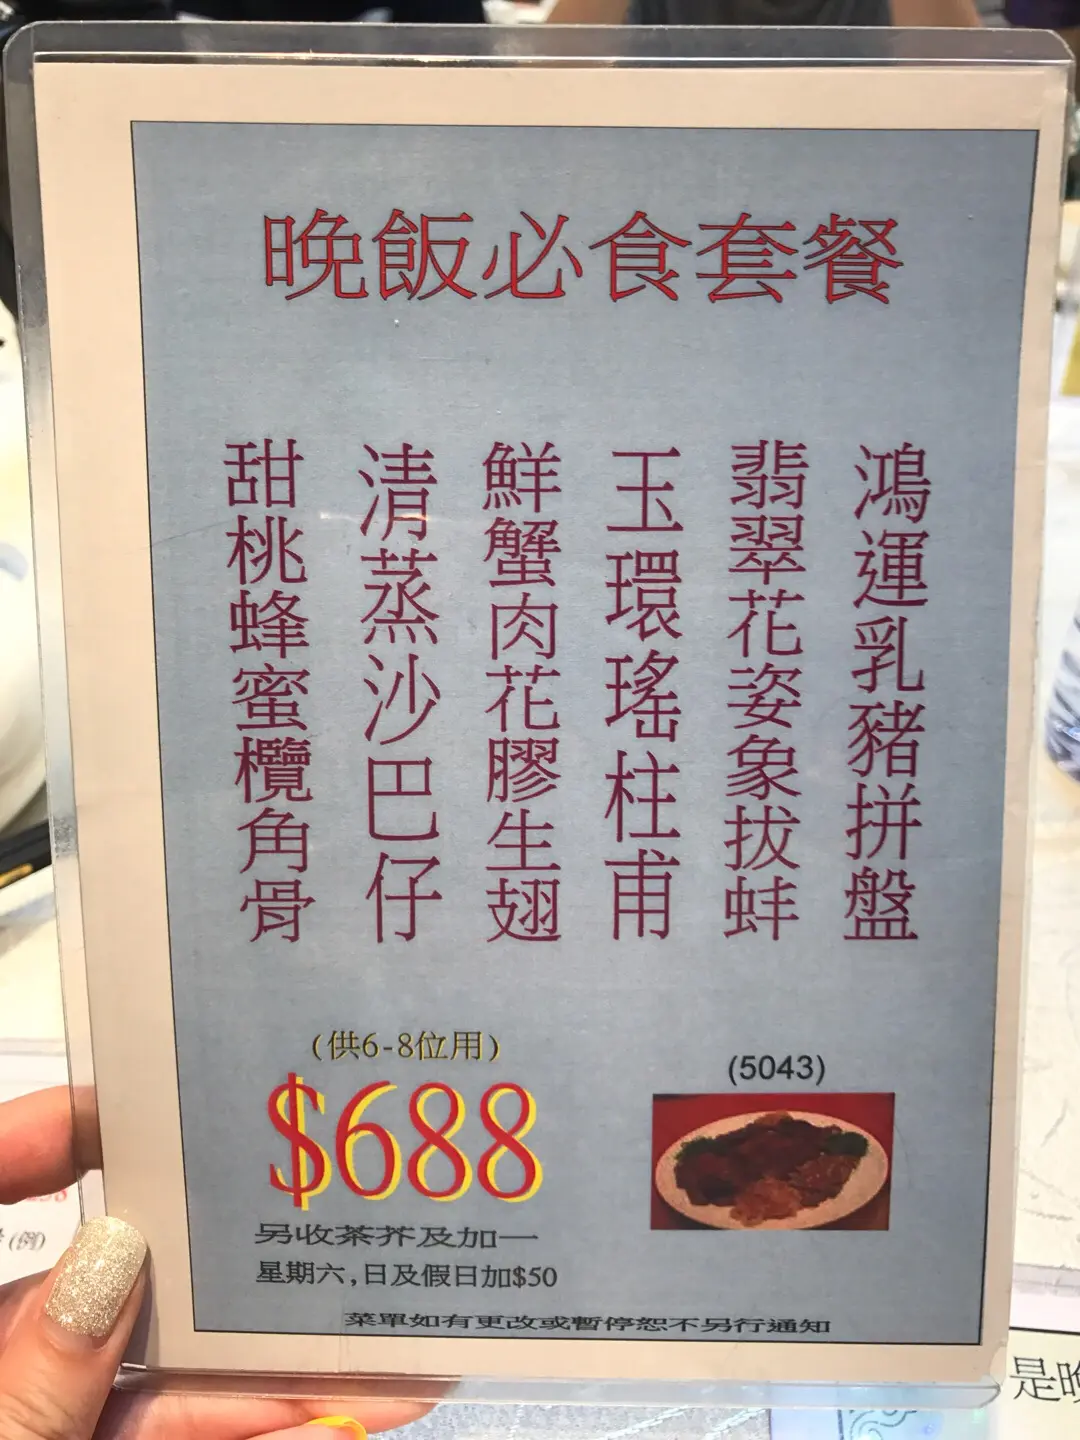 晚飯必食套餐
鴻運乳豬拼盤
翡翠花姿象拔蚌
玉環瑤柱甫
鮮蟹肉花膠生翅
清蒸沙巴仔
甜桃蜂蜜欖角骨
(供6-8位用)
$688
(5043)
另收茶芥及加一
星期六,日及假日加$50
菜單如有更改或暫停恕不另行通知
(例)
是晚